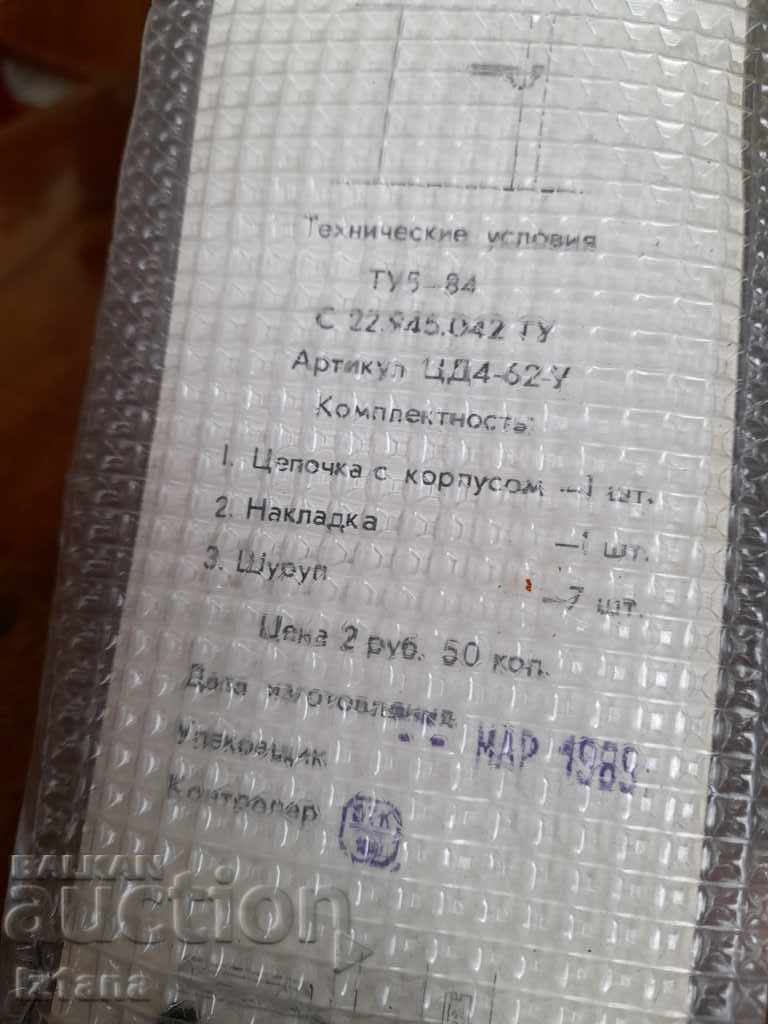 Технические условия
ТУ5-84
С 22.945.042 ТУ
Артикул ЦД4-62-У
Комплектность:
1. Цепочка с корпусом —1 шт.
2. Накладка —1 шт.
3. Шуруп —7 шт.
Цена 2 руб. 50 коп.
Дата изготовления
МАР 1989
Упаковщик
Контролер
BALKAN
auction
Iz1ana